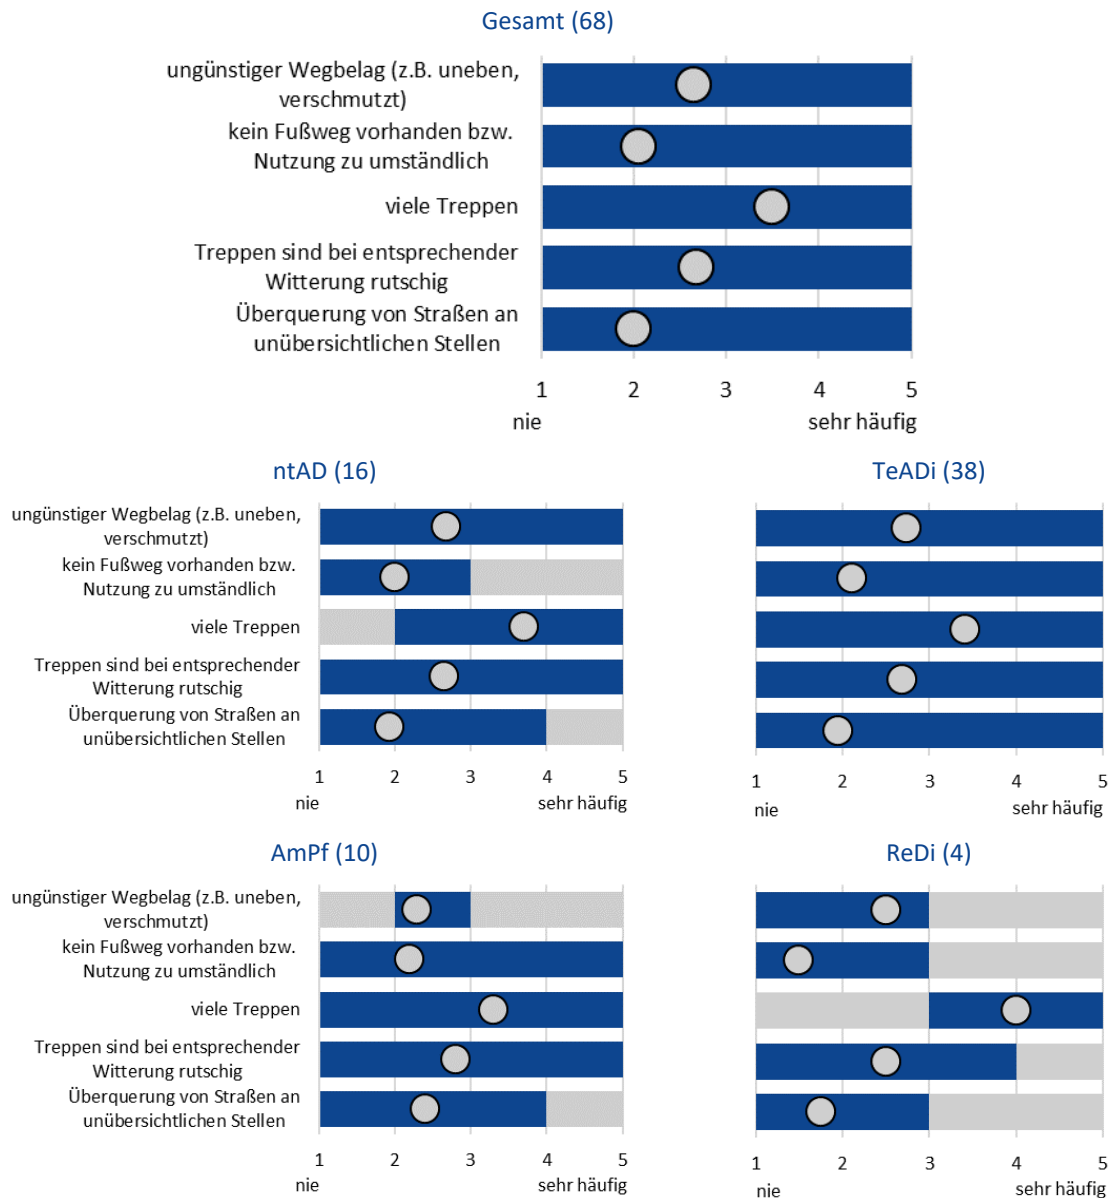 Gesamt (68)
ungünstiger Wegbelag (z.B. uneben,
verschmutzt)
kein Fußweg vorhanden bzw.
Nutzung zu umständlich
viele Treppen
Treppen sind bei entsprechender
Witterung rutschig
Überquerung von Straßen an
unübersichtlichen Stellen
1 2 3 4 5
nie sehr häufig
ntAD (16)
ungünstiger Wegbelag (z.B. uneben,
verschmutzt)
kein Fußweg vorhanden bzw.
Nutzung zu umständlich
viele Treppen
Treppen sind bei entsprechender
Witterung rutschig
Überquerung von Straßen an
unübersichtlichen Stellen
1 2 3 4 5
nie sehr häufig
TeADi (38)
1 2 3 4 5
nie sehr häufig
AmPf (10)
ungünstiger Wegbelag (z.B. uneben,
verschmutzt)
kein Fußweg vorhanden bzw.
Nutzung zu umständlich
viele Treppen
Treppen sind bei entsprechender
Witterung rutschig
Überquerung von Straßen an
unübersichtlichen Stellen
1 2 3 4 5
nie sehr häufig
ReDi (4)
1 2 3 4 5
nie sehr häufig